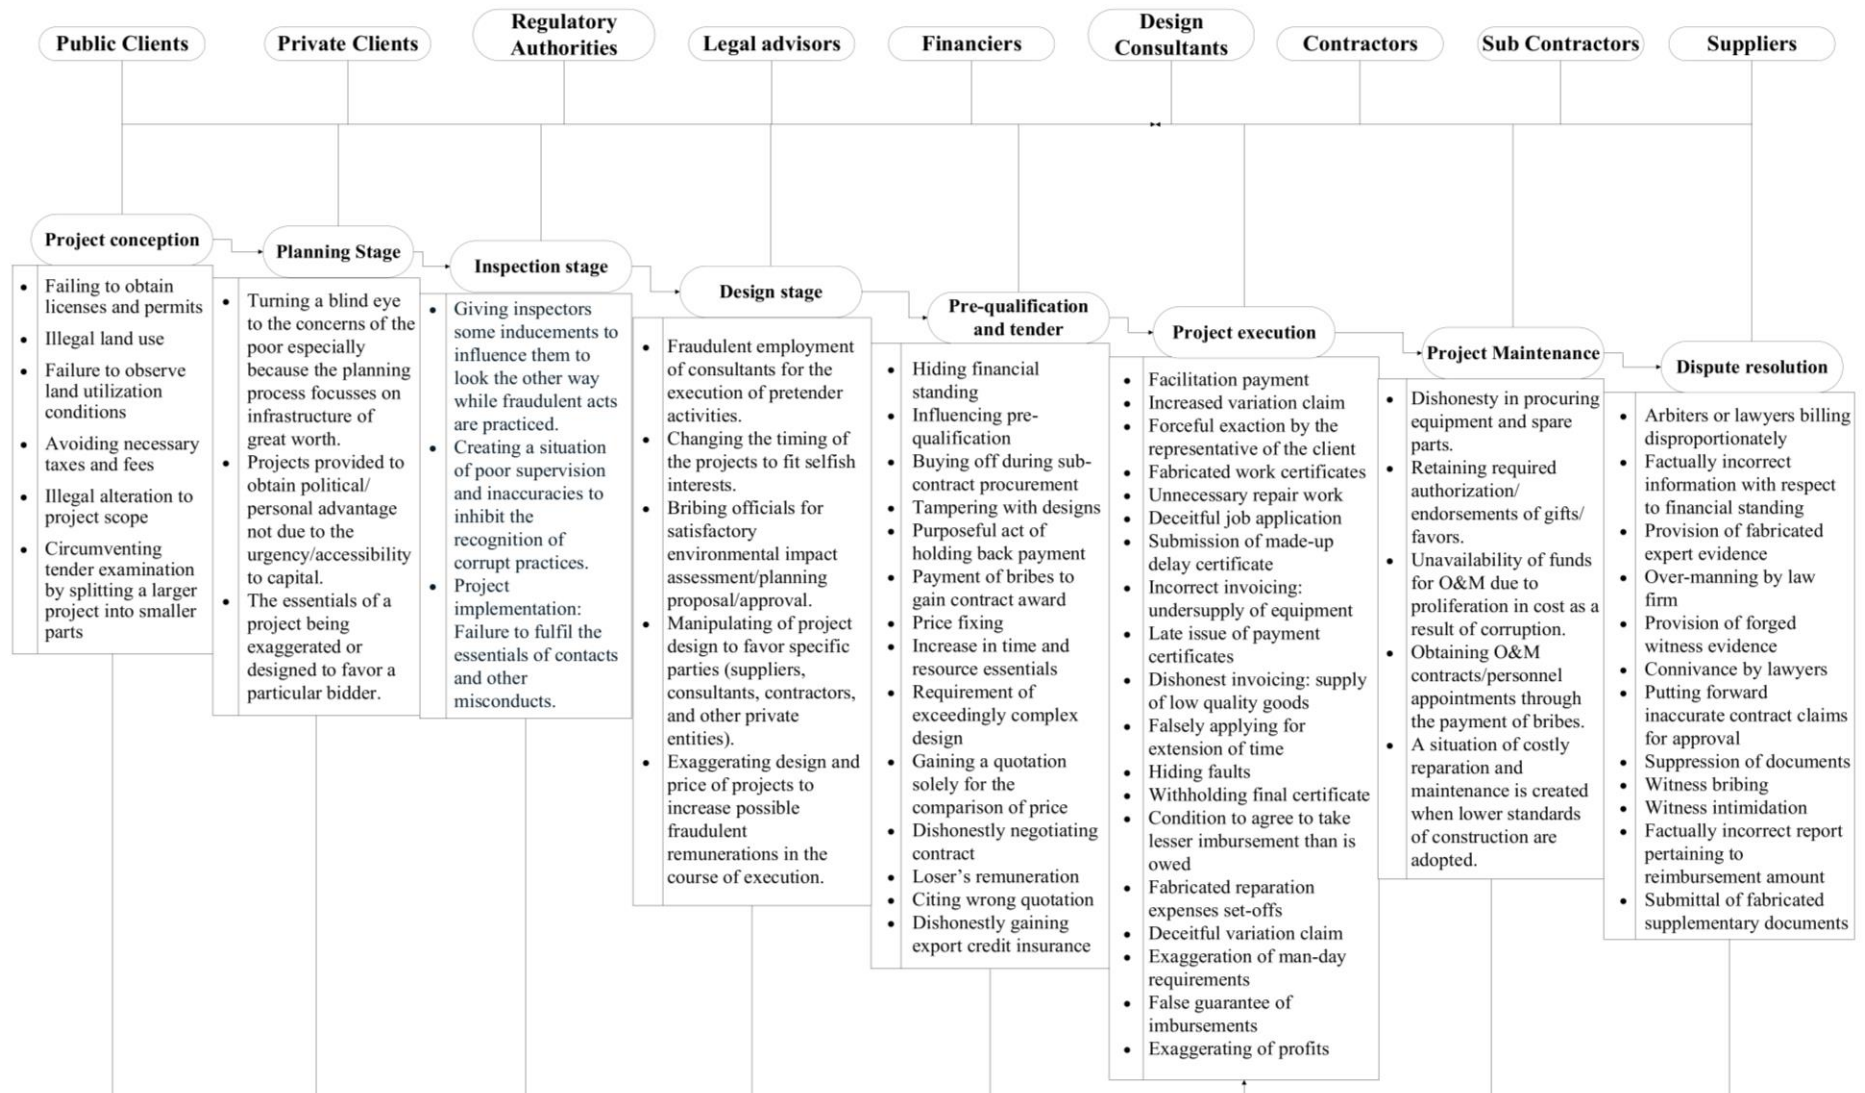 Public Clients
Private Clients
Regulatory
Authorities
Legal advisors
Financiers
Design
Consultants
Contractors
Sub Contractors
Suppliers
Project conception
• Failing to obtain
licenses and permits
• Illegal land use
• Failure to observe
land utilization
conditions
• Avoiding necessary
taxes and fees
• Illegal alteration to
project scope
• Circumventing
tender examination
by splitting a larger
project into smaller
parts
Planning Stage
• Turning a blind eye
to the concerns of the
poor especially
because the planning
process focusses on
infrastructure of
great worth.
• Projects provided to
obtain political/
personal advantage
not due to the
urgency/accessibility
to capital.
• The essentials of a
project being
exaggerated or
designed to favor a
particular bidder.
Inspection stage
• Giving inspectors
some inducements to
influence them to
look the other way
while fraudulent acts
are practiced.
• Creating a situation
of poor supervision
and inaccuracies to
inhibit the
recognition of
corrupt practices.
• Project
implementation:
Failure to fulfil the
essentials of contacts
and other
misconducts.
Design stage
• Fraudulent employment
of consultants for the
execution of pretender
activities.
• Changing the timing of
the projects to fit selfish
interests.
• Bribing officials for
satisfactory
environmental impact
assessment/planning
proposal/approval.
• Manipulating of project
design to favor specific
parties (suppliers,
consultants, contractors,
and other private
entities).
• Exaggerating design and
price of projects to
increase possible
fraudulent
remunerations in the
course of execution.
Pre-qualification
and tender
• Hiding financial
standing
• Influencing pre-
qualification
• Buying off during sub-
contract procurement
• Tampering with designs
• Purposeful act of
holding back payment
• Payment of bribes to
gain contract award
• Price fixing
• Increase in time and
resource essentials
• Requirement of
exceedingly complex
design
• Gaining a quotation
solely for the
comparison of price
• Dishonestly negotiating
contract
• Loser’s remuneration
• Citing wrong quotation
• Dishonestly gaining
export credit insurance
Project execution
• Facilitation payment
• Increased variation claim
• Forceful exaction by the
representative of the client
• Fabricated work certificates
• Unnecessary repair work
• Deceitful job application
• Submission of made-up
delay certificate
• Incorrect invoicing:
undersupply of equipment
• Late issue of payment
certificates
• Dishonest invoicing: supply
of low quality goods
• Falsely applying for
extension of time
• Hiding faults
• Withholding final certificate
• Condition to agree to take
lesser imbursement than is
owed
• Fabricated reparation
expenses set-offs
• Deceitful variation claim
• Exaggeration of man-day
requirements
• False guarantee of
imbursements
• Exaggerating of profits
Project Maintenance
• Dishonesty in procuring
equipment and spare
parts.
• Retaining required
authorization/
endorsements of gifts/
favors.
• Unavailability of funds
for O&M due to
proliferation in cost as a
result of corruption.
• Obtaining O&M
contracts/personnel
appointments through
the payment of bribes.
• A situation of costly
reparation and
maintenance is created
when lower standards
of construction are
adopted.
Dispute resolution
• Arbiters or lawyers billing
disproportionately
• Factually incorrect
information with respect
to financial standing
• Provision of fabricated
expert evidence
• Over-manning by law
firm
• Provision of forged
witness evidence
• Connivance by lawyers
• Putting forward
inaccurate contract claims
for approval
• Suppression of documents
• Witness bribing
• Witness intimidation
• Factually incorrect report
pertaining to
reimbursement amount
• Submittal of fabricated
supplementary documents